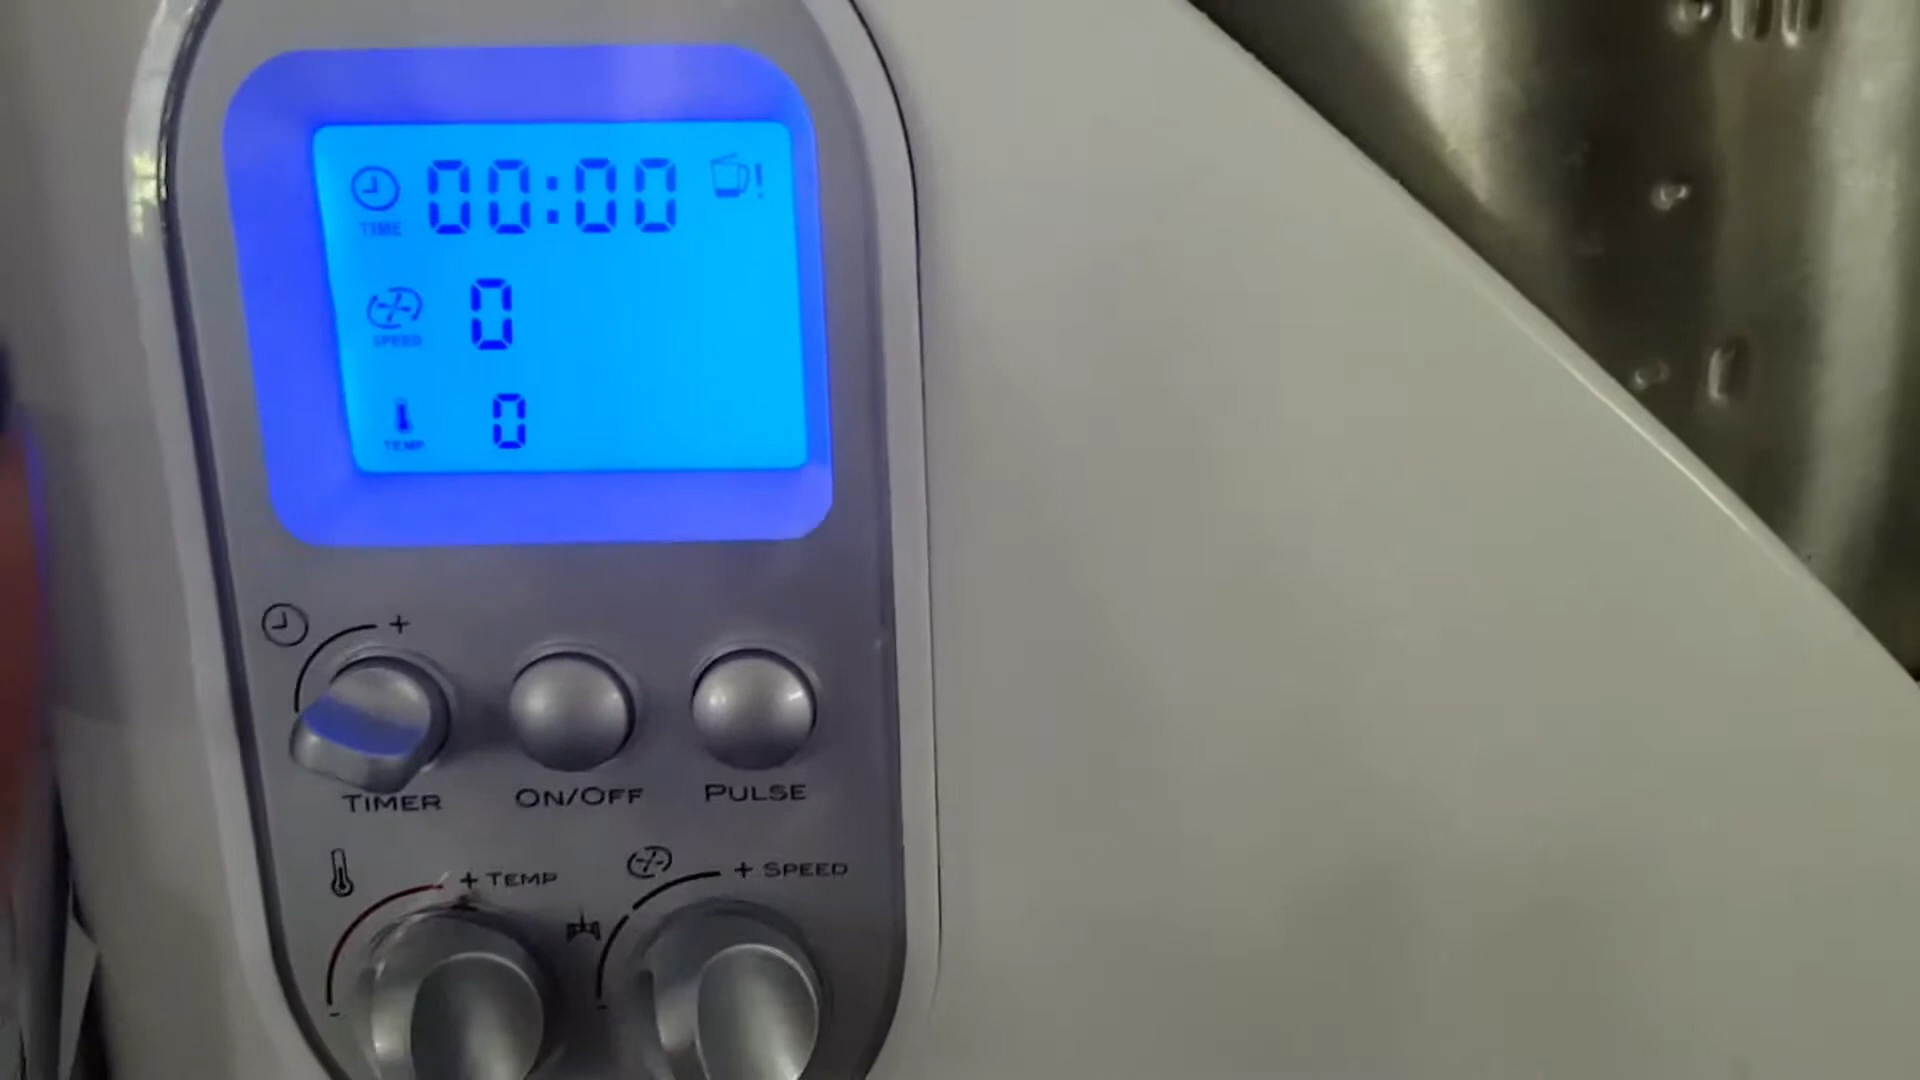 00:00
TIME
0
SPEED
0
TEMP
+
TIMER
ON/OFF
PULSE
+ TEMP
+ SPEED
-
-